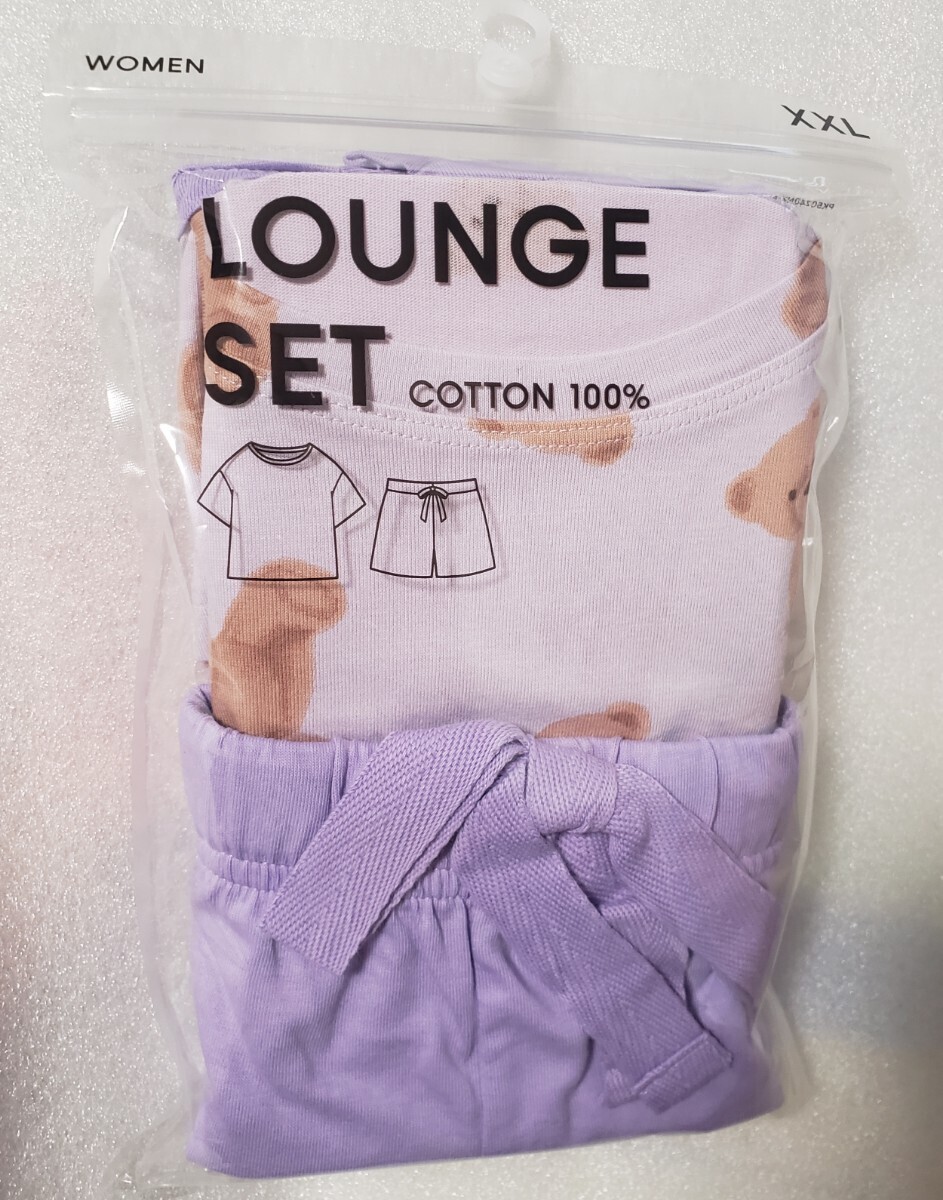 WOMEN
XXL
LOUNGE
SET COTTON 100%